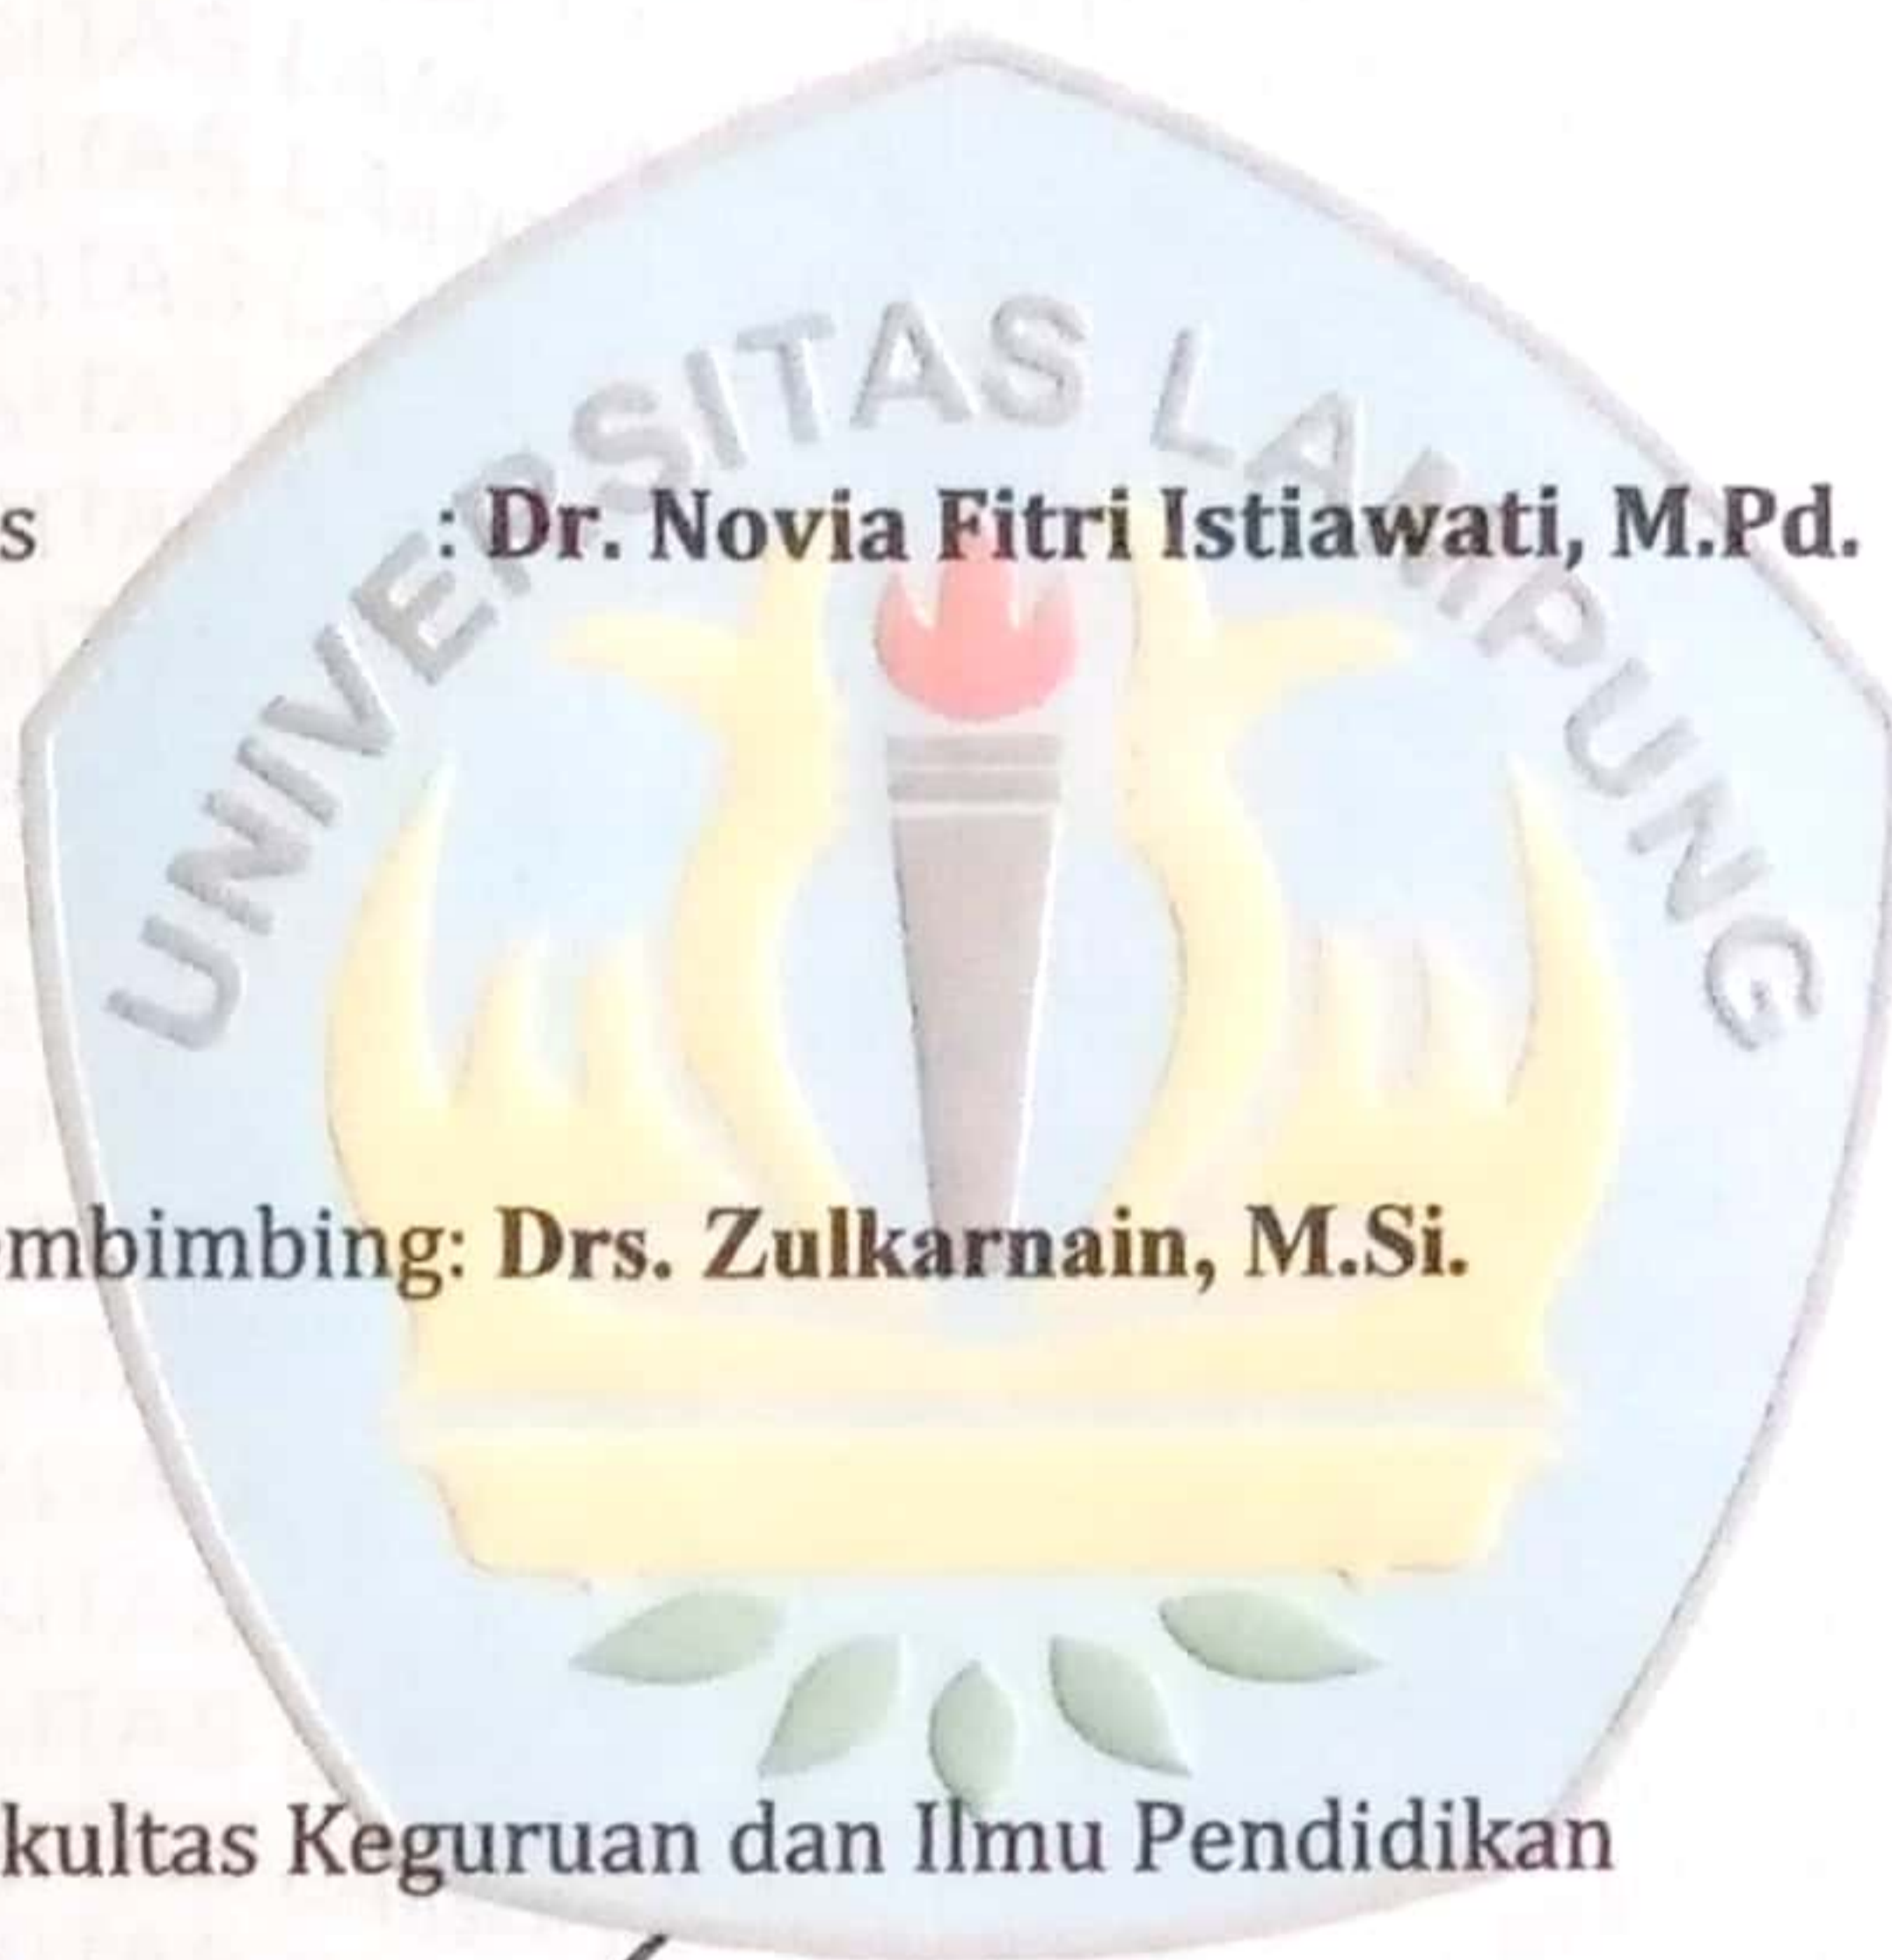 UNIVERSITAS LAMPUNG
s : Dr. Novia Fitri Istiawati, M.Pd.
mbimbing: Drs. Zulkarnain, M.Si.
kultas Keguruan dan Ilmu Pendidikan